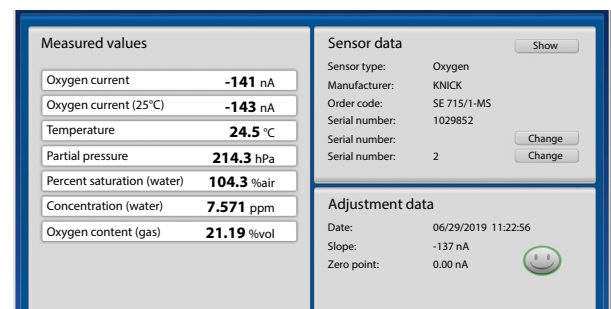 Measured values
Oxygen current -141 nA
Oxygen current (25°C) -143 nA
Temperature 24.5 °C
Partial pressure 214.3 hPa
Percent saturation (water) 104.3 %air
Concentration (water) 7.571 ppm
Oxygen content (gas) 21.19 %vol
Sensor data Show
Sensor type: Oxygen
Manufacturer: KNICK
Order code: SE 715/1-MS
Serial number: 1029852
Serial number: Change
Serial number: 2 Change
Adjustment data
Date: 06/29/2019 11:22:56
Slope: -137 nA
Zero point: 0.00 nA